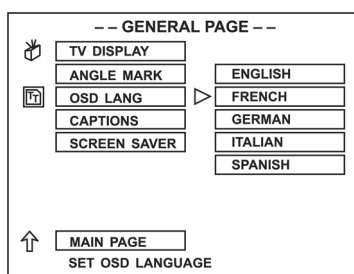 -- GENERAL PAGE --
TV DISPLAY
ANGLE MARK
OSD LANG
CAPTIONS
SCREEN SAVER
ENGLISH
FRENCH
GERMAN
ITALIAN
SPANISH
MAIN PAGE
SET OSD LANGUAGE